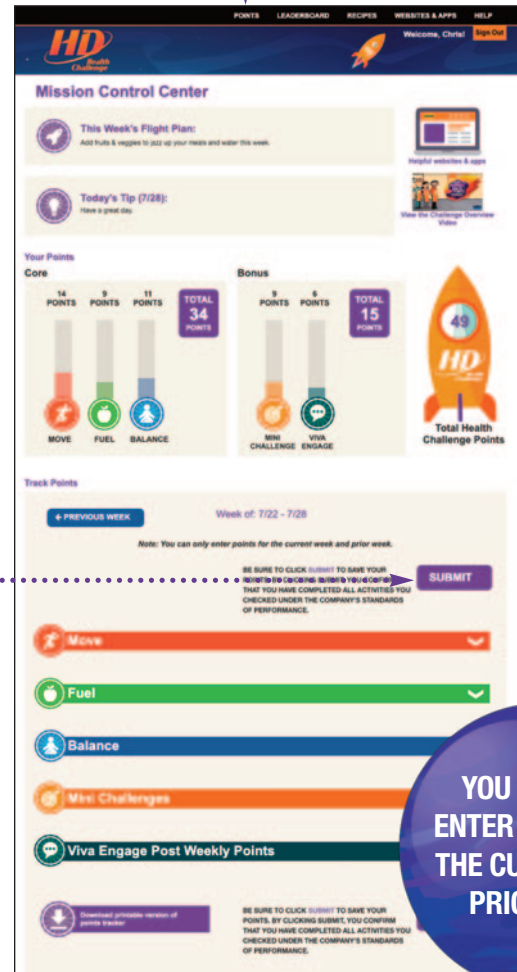 POINTS LEADERBOARD RECIPES WEBSITES & APPS HELP
Welcome, Chris! Sign Out
HD
Health
Challenge
Mission Control Center
This Week's Flight Plan:
Add fruits & veggies to jazz up your meals and water this week.
Helpful websites & apps
Today's Tip (7/28):
Have a great day.
View the Challenge Overview
Video
Your Points
Core
14
POINTS
9
POINTS
11
POINTS
TOTAL
34
POINTS
MOVE FUEL BALANCE
Bonus
9
POINTS
6
POINTS
TOTAL
15
POINTS
MINI
CHALLENGE
VIVA
ENGAGE
49
HD
Total Health
Challenge Points
Track Points
← PREVIOUS WEEK
Week of: 7/22 - 7/28
Note: You can only enter points for the current week and prior week.
BE SURE TO CLICK SUBMIT TO SAVE YOUR
POINTS. BY CLICKING SUBMIT, YOU CONFIRM
THAT YOU HAVE COMPLETED ALL ACTIVITIES YOU
CHECKED UNDER THE COMPANY'S STANDARDS
OF PERFORMANCE.
SUBMIT
Move
Fuel
Balance
Mini Challenges
Viva Engage Post Weekly Points
YOU
ENTER
THE CU
PRIO
Download printable version of
points tracker
BE SURE TO CLICK SUBMIT TO SAVE YOUR
POINTS. BY CLICKING SUBMIT, YOU CONFIRM
THAT YOU HAVE COMPLETED ALL ACTIVITIES YOU
CHECKED UNDER THE COMPANY'S STANDARDS
OF PERFORMANCE.